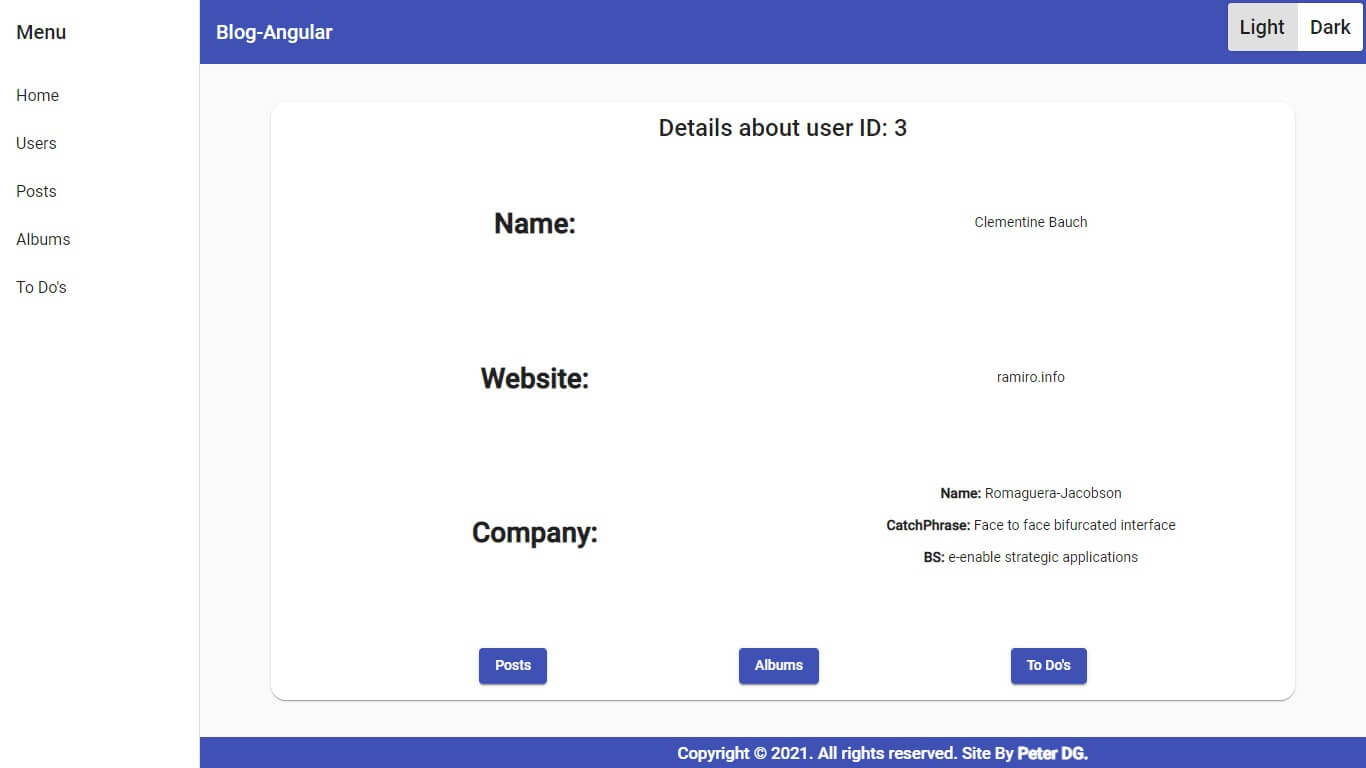 Menu
Home
Users
Posts
Albums
To Do's
Blog-Angular
Light
Dark
Details about user ID: 3
Name:
Clementine Bauch
Website:
ramiro.info
Company:
Name: Romaguera-Jacobson
CatchPhrase: Face to face bifurcated interface
BS: e-enable strategic applications
Posts
Albums
To Do's
Copyright © 2021. All rights reserved. Site By Peter DG.